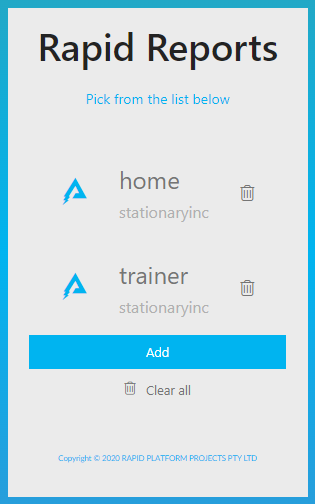 Rapid Reports
Pick from the list below
home
stationaryinc
trainer
stationaryinc
Add
Clear all
Copyright © 2020 RAPID PLATFORM PROJECTS PTY LTD